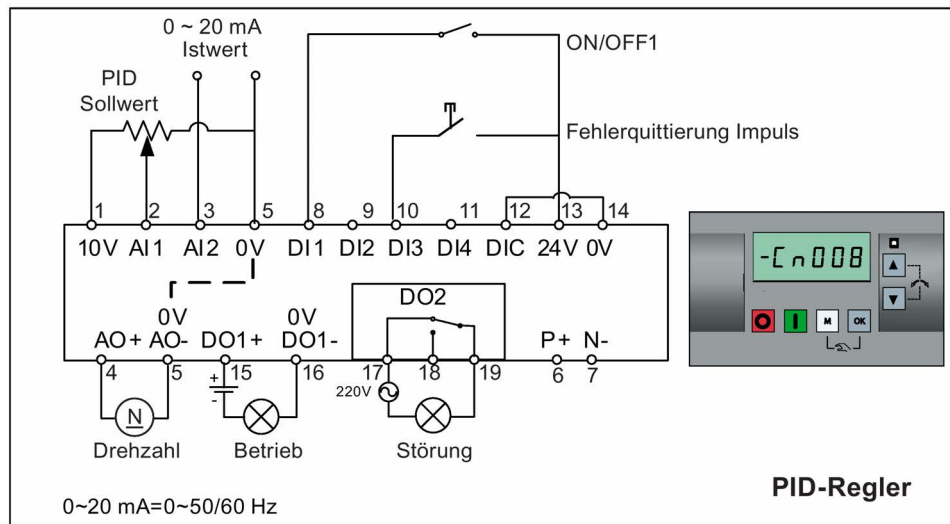 0 ~ 20 mA
Istwert
PID
Sollwert
ON/OFF1
Fehlerquittierung Impuls
1 2 3 5 8 9 10 11 12 13 14
10V AI1 AI2 0V DI1 DI2 DI3 DI4 DIC 24V 0V
-Cn008
M OK
DO2
0V 0V
AO+ AO- DO1+ DO1- P+ N-
4 5 15 16 17 18 19 6 7
+
-
220V
N
Drehzahl Betrieb Störung
PID-Regler
0~20 mA=0~50/60 Hz